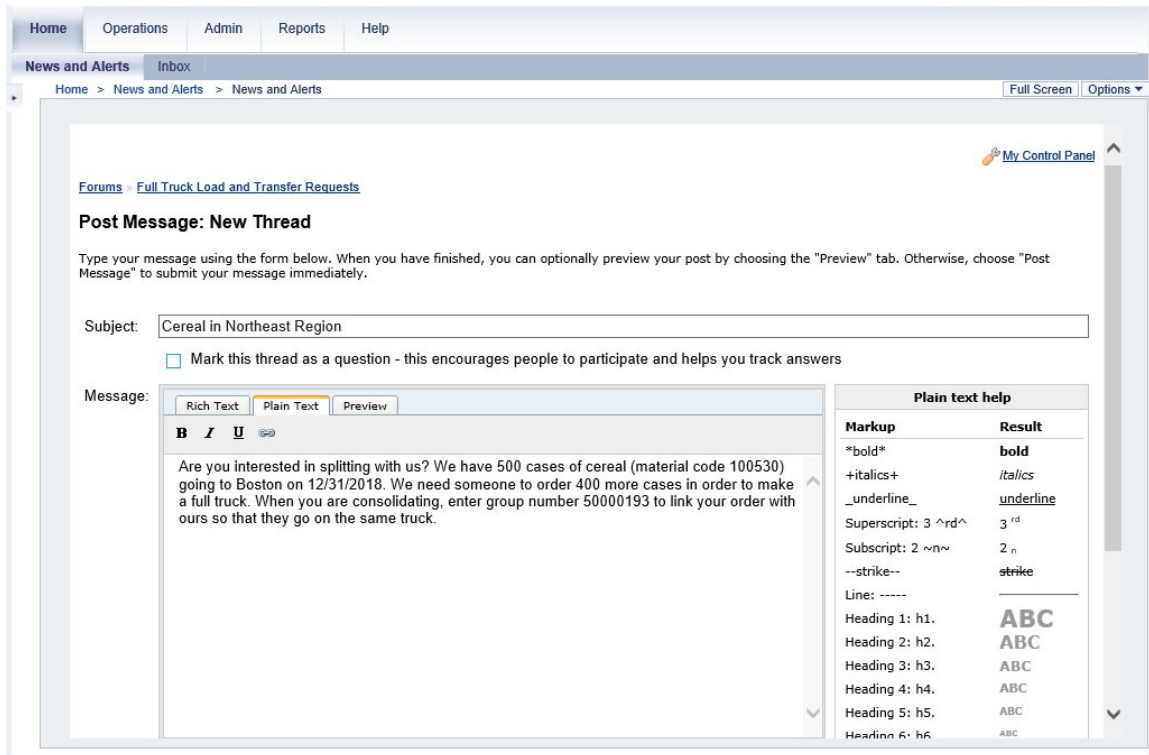 Home Operations Admin Reports Help
News and Alerts Inbox
Home > News and Alerts > News and Alerts Full Screen Options
My Control Panel
Forums » Full Truck Load and Transfer Requests
Post Message: New Thread
Type your message using the form below. When you have finished, you can optionally preview your post by choosing the "Preview" tab. Otherwise, choose "Post
Message" to submit your message immediately.
Subject: Cereal in Northeast Region
Mark this thread as a question - this encourages people to participate and helps you track answers
Message:
Rich Text Plain Text Preview
B I U
Are you interested in splitting with us? We have 500 cases of cereal (material code 100530)
going to Boston on 12/31/2018. We need someone to order 400 more cases in order to make
a full truck. When you are consolidating, enter group number 50000193 to link your order with
ours so that they go on the same truck.
Plain text help
Markup Result
*bold* bold
+italics+ italics
_underline_ underline
Superscript: 3 ^rd^ 3 rd
Subscript: 2 ~n~ 2 n
--strike-- strike
Line: -----
Heading 1: h1. ABC
Heading 2: h2. ABC
Heading 3: h3. ABC
Heading 4: h4. ABC
Heading 5: h5. ABC
Heading 6: h6 ABC